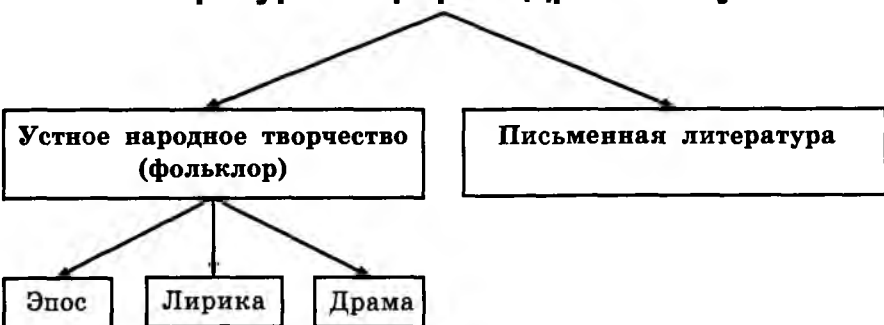 Устное народное творчество
(фольклор)
Письменная литература
Эпос
Лирика
Драма